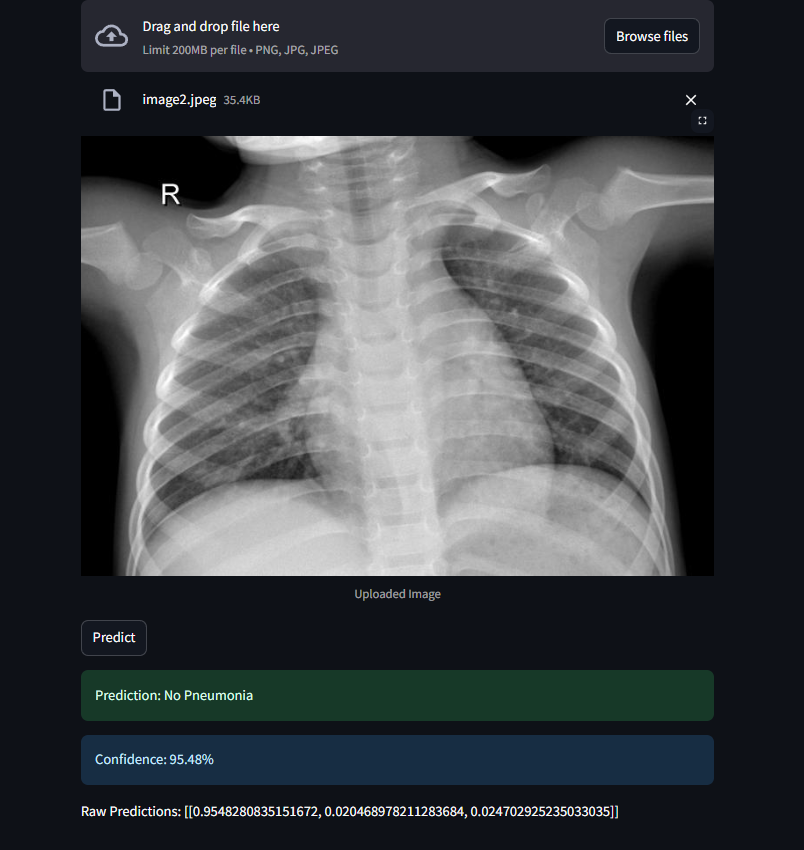 Drag and drop file here
Limit 200MB per file • PNG, JPG, JPEG
Browse files
image2.jpeg 35.4KB
R
Uploaded Image
Predict
Prediction: No Pneumonia
Confidence: 95.48%
Raw Predictions: [[0.9548280835151672, 0.020468978211283684, 0.024702925235033035]]